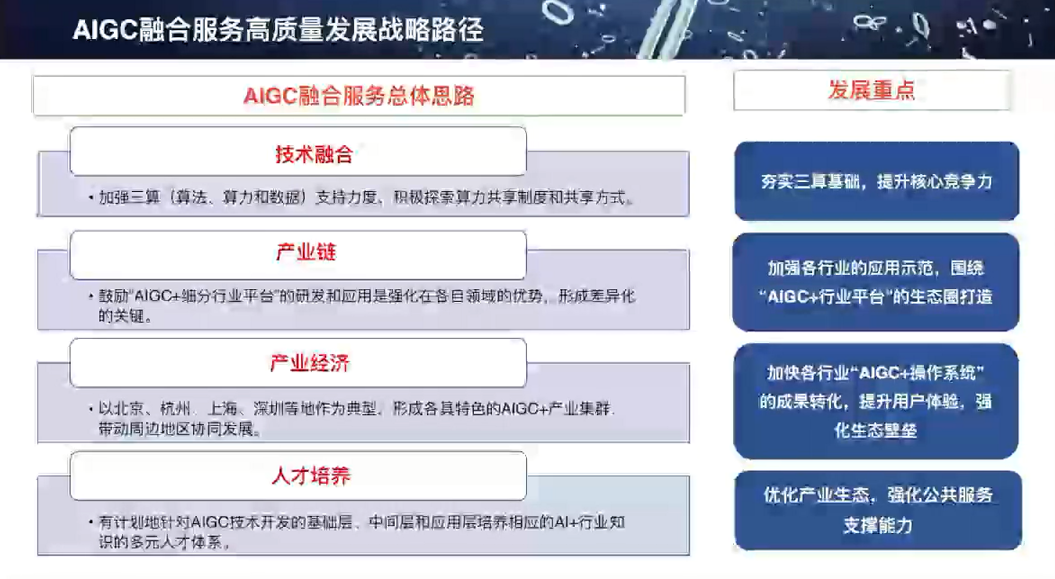 AIGC融合服务高质量发展战略路径
AIGC融合服务总体思路
技术融合
• 加强三算（算法、算力和数据）支持力度、积极探索算力共享制度和共享方式。
产业链
• 鼓励“AIGC+细分行业平台”的研发和应用是强化在各自领域的优势，形成差异化
的关键。
产业经济
• 以北京、杭州、上海、深圳等地作为典型，形成各具特色的AIGC+产业集群，
带动周边地区协同发展。
人才培养
• 有计划地针对AIGC技术开发的基础层、中间层和应用层培养相应的AI+行业知
识的多元人才体系。
发展重点
夯实三算基础，提升核心竞争力
加强各行业的应用示范，围绕
“AIGC+行业平台”的生态圈打造
加快各行业“AIGC+操作系统”
的成果转化，提升用户体验，强
化生态壁垒
优化产业生态，强化公共服务
支撑能力